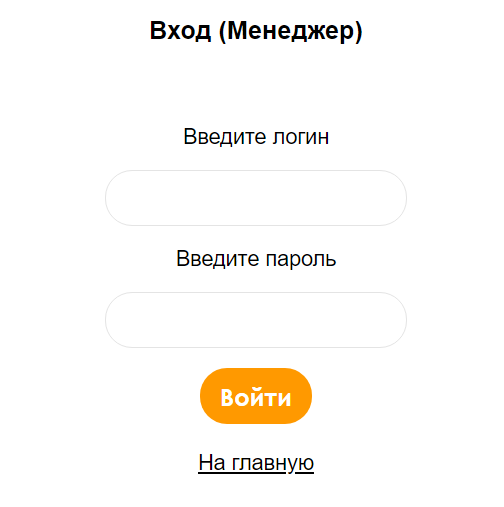 Вход (Менеджер)
Введите логин
Введите пароль
Войти
На главную